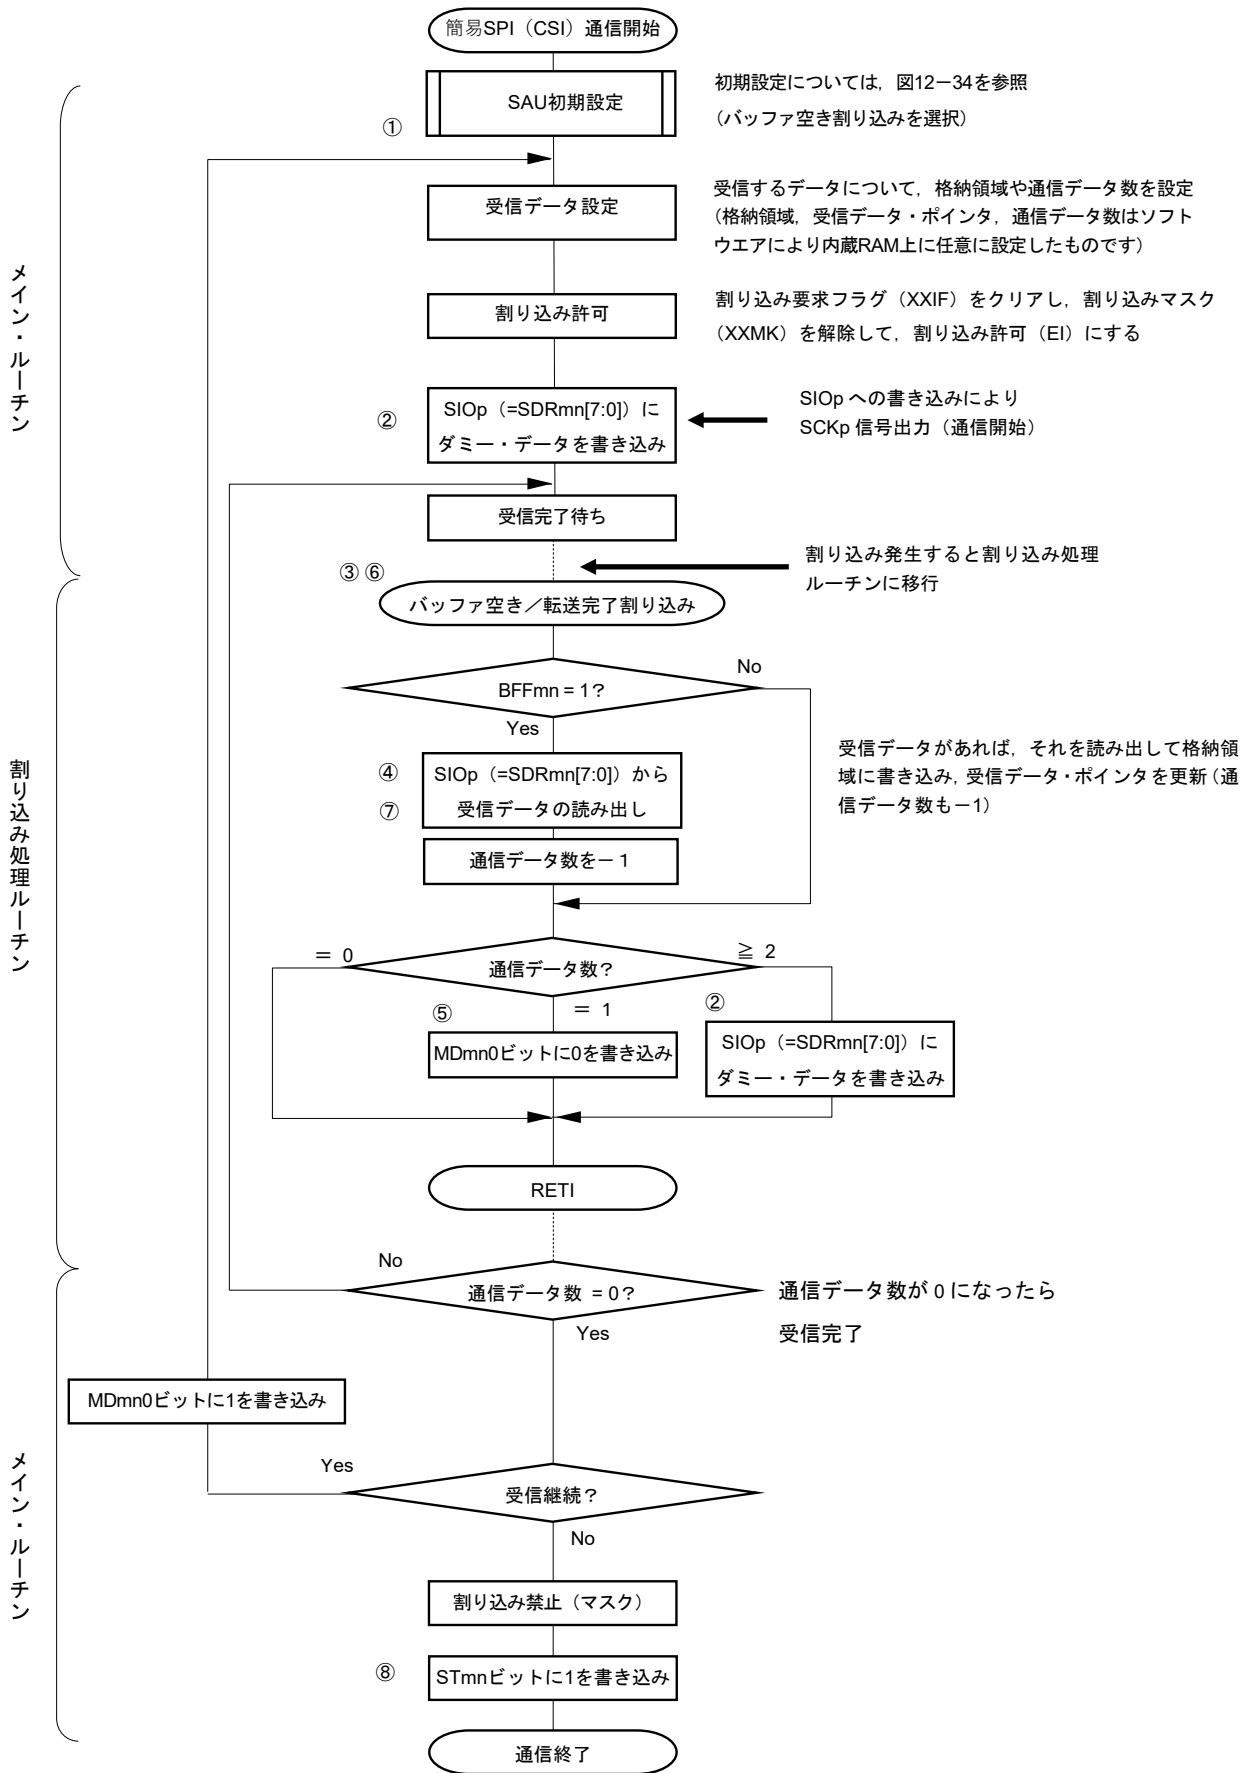 簡易SPI（CSI）通信開始
SAU初期設定
初期設定については，図12－34を参照
（バッファ空き割り込みを選択）
①
受信データ設定
受信するデータについて，格納領域や通信データ数を設定
（格納領域，受信データ・ポインタ，通信データ数はソフト
ウエアにより内蔵RAM上に任意に設定したものです）
メイン・ルーチン
割り込み許可
割り込み要求フラグ（XXIF）をクリアし，割り込みマスク
（XXMK）を解除して，割り込み許可（EI）にする
②
SIOp（=SDRmn[7:0]）に
ダミー・データを書き込み
SIOp への書き込みにより
SCKp 信号出力（通信開始）
受信完了待ち
割り込み発生すると割り込み処理
ルーチンに移行
③ ⑥
バッファ空き／転送完了割り込み
No
BFFmn = 1？
Yes
割り込み処理ルーチン
④
⑦
SIOp（=SDRmn[7:0]）から
受信データの読み出し
受信データがあれば，それを読み出して格納領
域に書き込み，受信データ・ポインタを更新（通
信データ数も－1）
通信データ数を－１
＝ 0
通信データ数？
≧ 2
＝ 1
⑤
MDmn0ビットに0を書き込み
②
SIOp（=SDRmn[7:0]）に
ダミー・データを書き込み
RETI
No
通信データ数 = 0？
Yes
通信データ数が 0 になったら
受信完了
MDmn0ビットに1を書き込み
メイン・ルーチン
Yes
受信継続？
No
割り込み禁止（マスク）
⑧
STmnビットに1を書き込み
通信終了